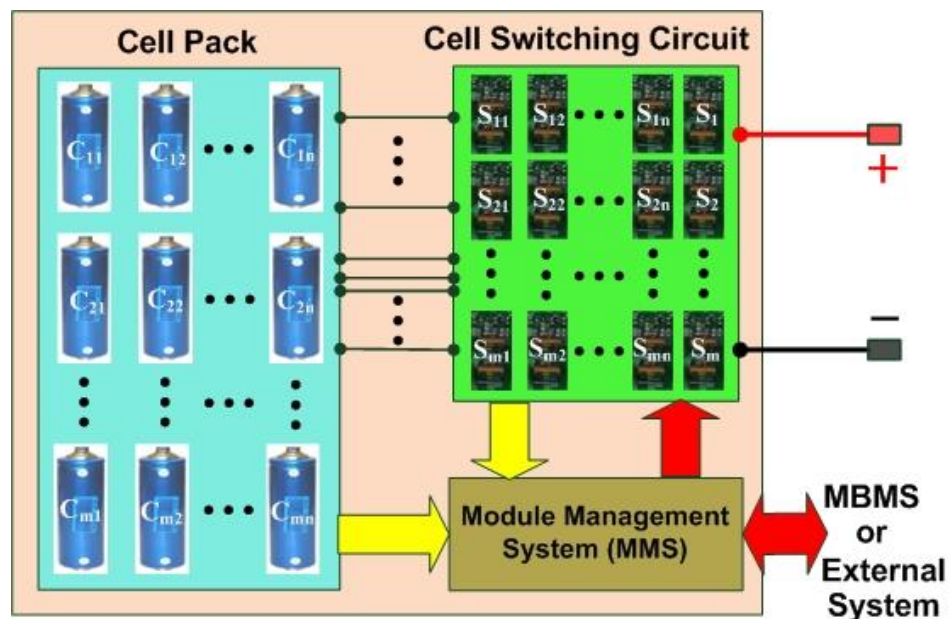 Cell Pack
Cell Switching Circuit
C11 C12 ••• C1n
S11 S12 ••• S1n S1
+
S21 S22 ••• S2n S2
C21 C22 ••• C2n
−
Sm1 Sm2 ••• Smn Sm
Cm1 Cm2 ••• Cmn
Module Management
System (MMS)
MBMS
or
External
System